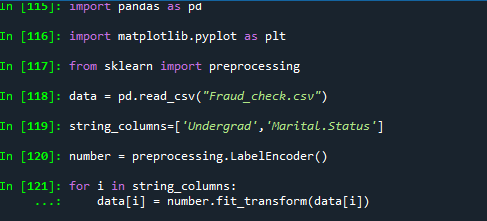 In [115]: import pandas as pd
In [116]: import matplotlib.pyplot as plt
In [117]: from sklearn import preprocessing
In [118]: data = pd.read_csv("Fraud_check.csv")
In [119]: string_columns=['Undergrad','Marital.Status']
In [120]: number = preprocessing.LabelEncoder()
In [121]: for i in string_columns:
     ...:     data[i] = number.fit_transform(data[i])